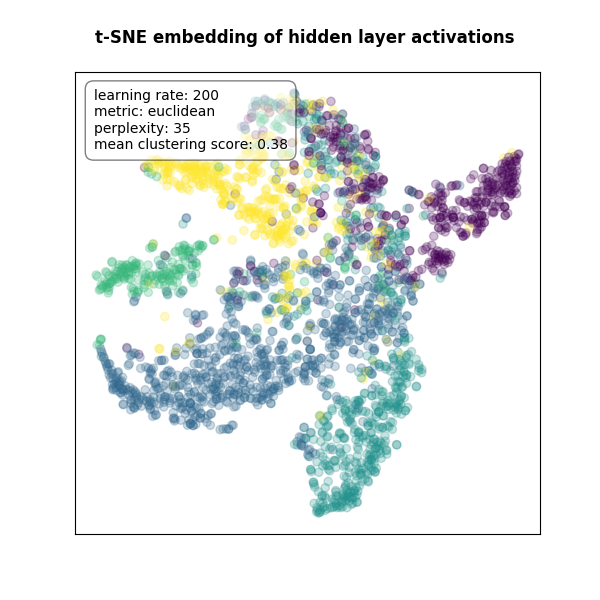 t-SNE embedding of hidden layer activations
learning rate: 200
metric: euclidean
perplexity: 35
mean clustering score: 0.38